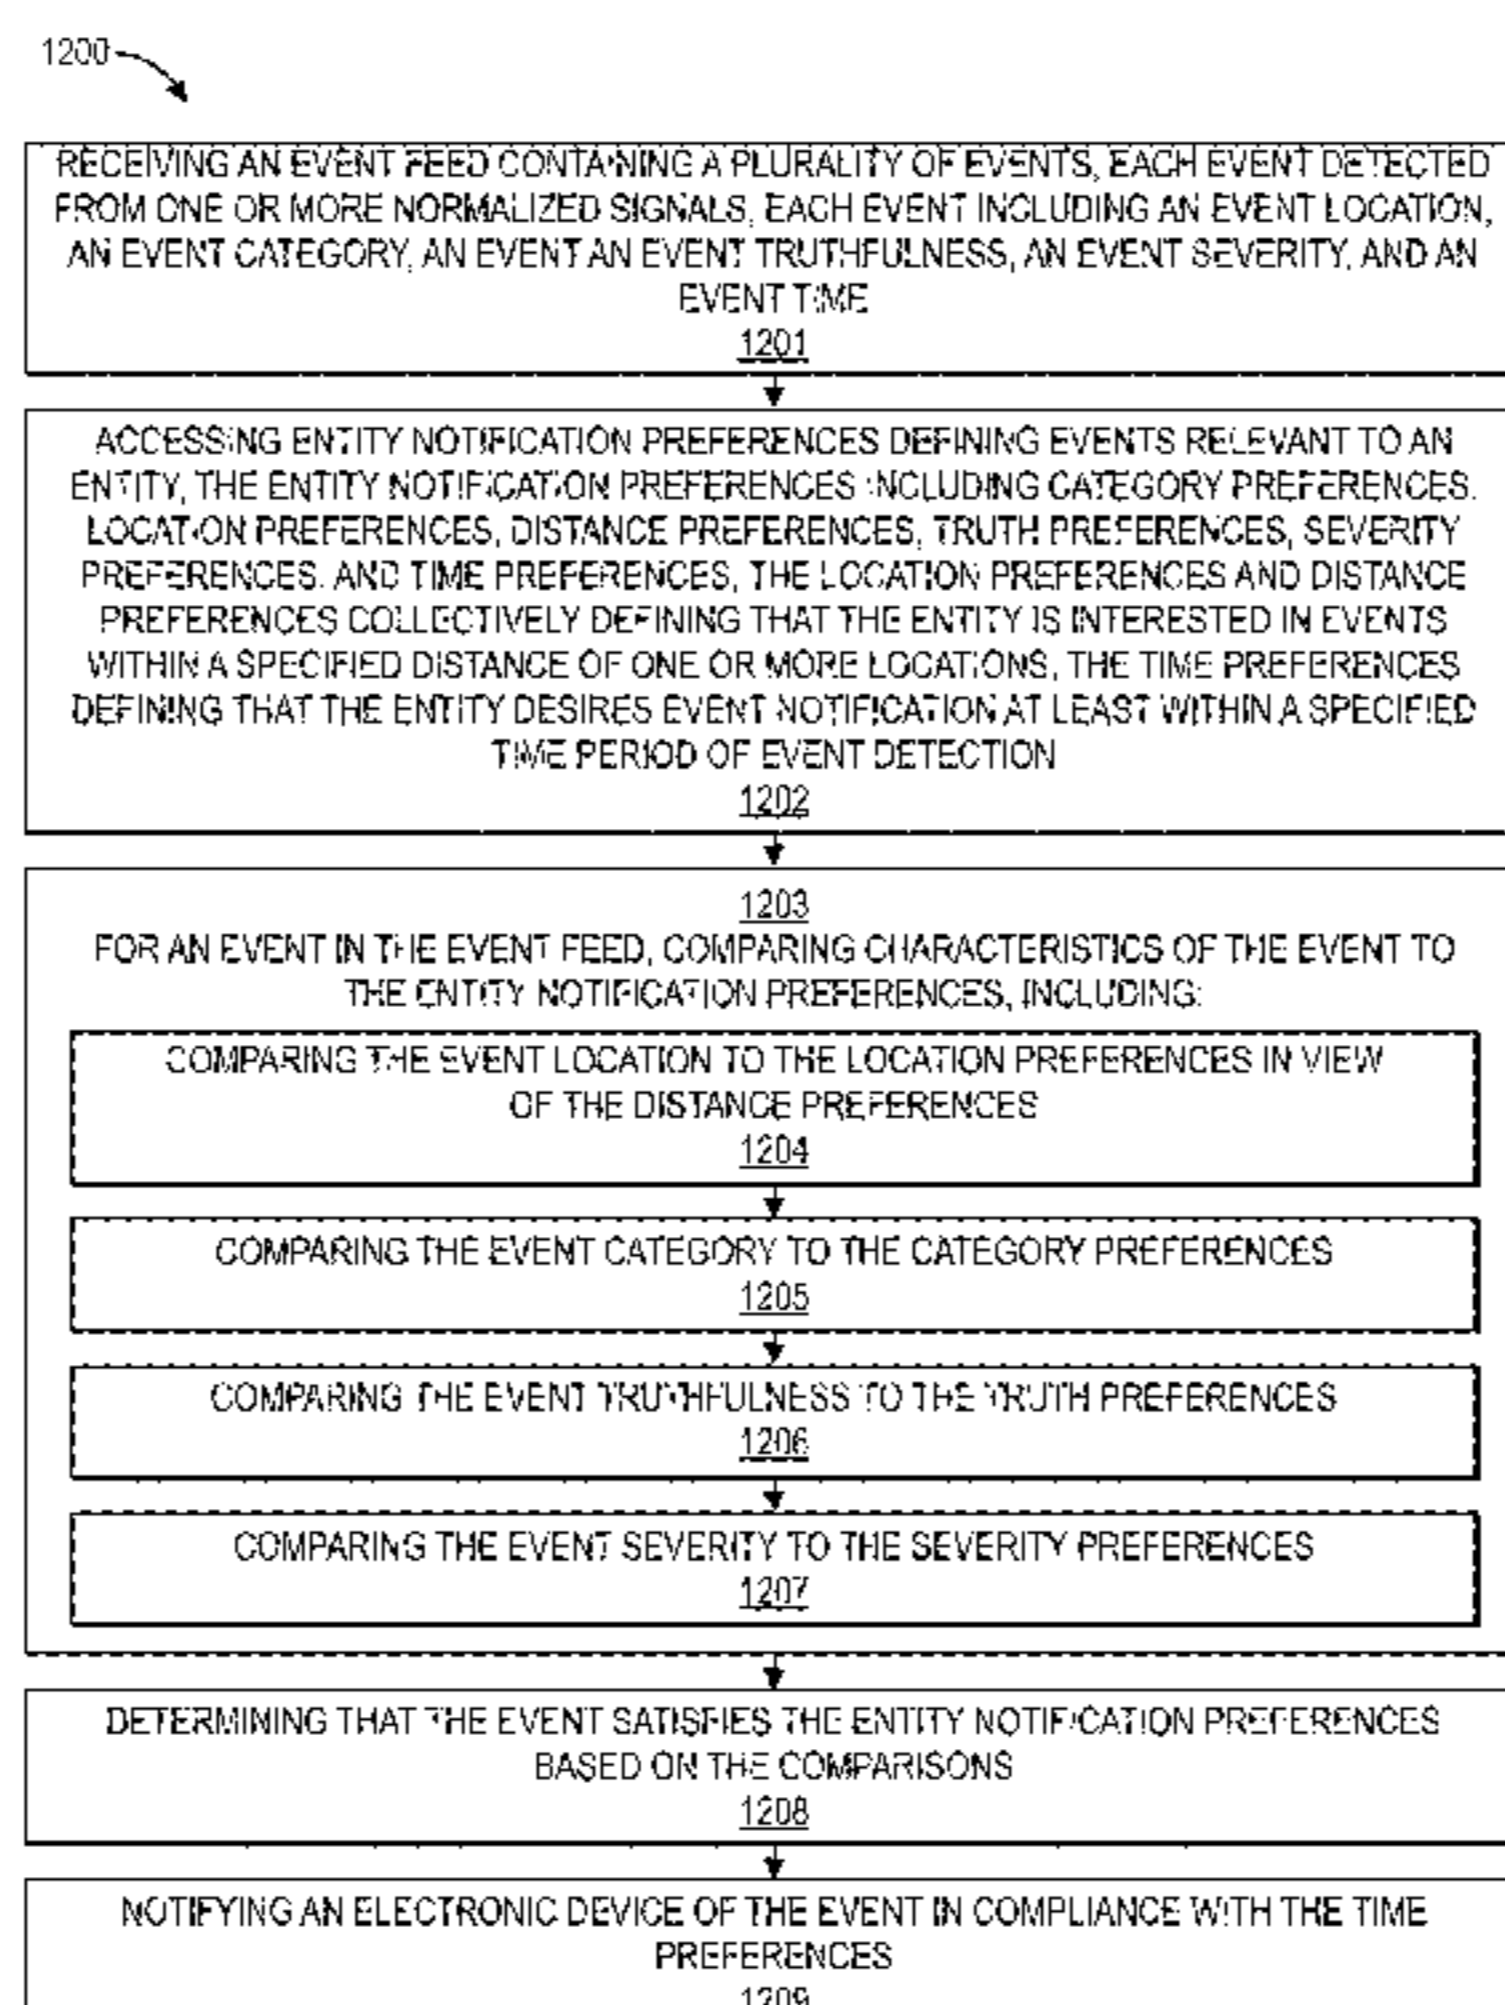 1200
RECEIVING AN EVENT FEED CONTAINING A PLURALITY OF EVENTS, EACH EVENT DETECTED
FROM ONE OR MORE NORMALIZED SIGNALS, EACH EVENT INCLUDING AN EVENT LOCATION,
AN EVENT CATEGORY, AN EVENT AN EVENT TRUTHFULNESS, AN EVENT SEVERITY, AND AN
EVENT TIME
1201
ACCESSING ENTITY NOTIFICATION PREFERENCES DEFINING EVENTS RELEVANT TO AN
ENTITY, THE ENTITY NOTIFICATION PREFERENCES INCLUDING CATEGORY PREFERENCES,
LOCATION PREFERENCES, DISTANCE PREFERENCES, TRUTH PREFERENCES, SEVERITY
PREFERENCES, AND TIME PREFERENCES, THE LOCATION PREFERENCES AND DISTANCE
PREFERENCES COLLECTIVELY DEFINING THAT THE ENTITY IS INTERESTED IN EVENTS
WITHIN A SPECIFIED DISTANCE OF ONE OR MORE LOCATIONS, THE TIME PREFERENCES
DEFINING THAT THE ENTITY DESIRES EVENT NOTIFICATION AT LEAST WITHIN A SPECIFIED
TIME PERIOD OF EVENT DETECTION
1202
1203
FOR AN EVENT IN THE EVENT FEED, COMPARING CHARACTERISTICS OF THE EVENT TO
THE ENTITY NOTIFICATION PREFERENCES, INCLUDING:
COMPARING THE EVENT LOCATION TO THE LOCATION PREFERENCES IN VIEW
OF THE DISTANCE PREFERENCES
1204
COMPARING THE EVENT CATEGORY TO THE CATEGORY PREFERENCES
1205
COMPARING THE EVENT TRUTHFULNESS TO THE TRUTH PREFERENCES
1206
COMPARING THE EVENT SEVERITY TO THE SEVERITY PREFERENCES
1207
DETERMINING THAT THE EVENT SATISFIES THE ENTITY NOTIFICATION PREFERENCES
BASED ON THE COMPARISONS
1208
NOTIFYING AN ELECTRONIC DEVICE OF THE EVENT IN COMPLIANCE WITH THE TIME
PREFERENCES
1209